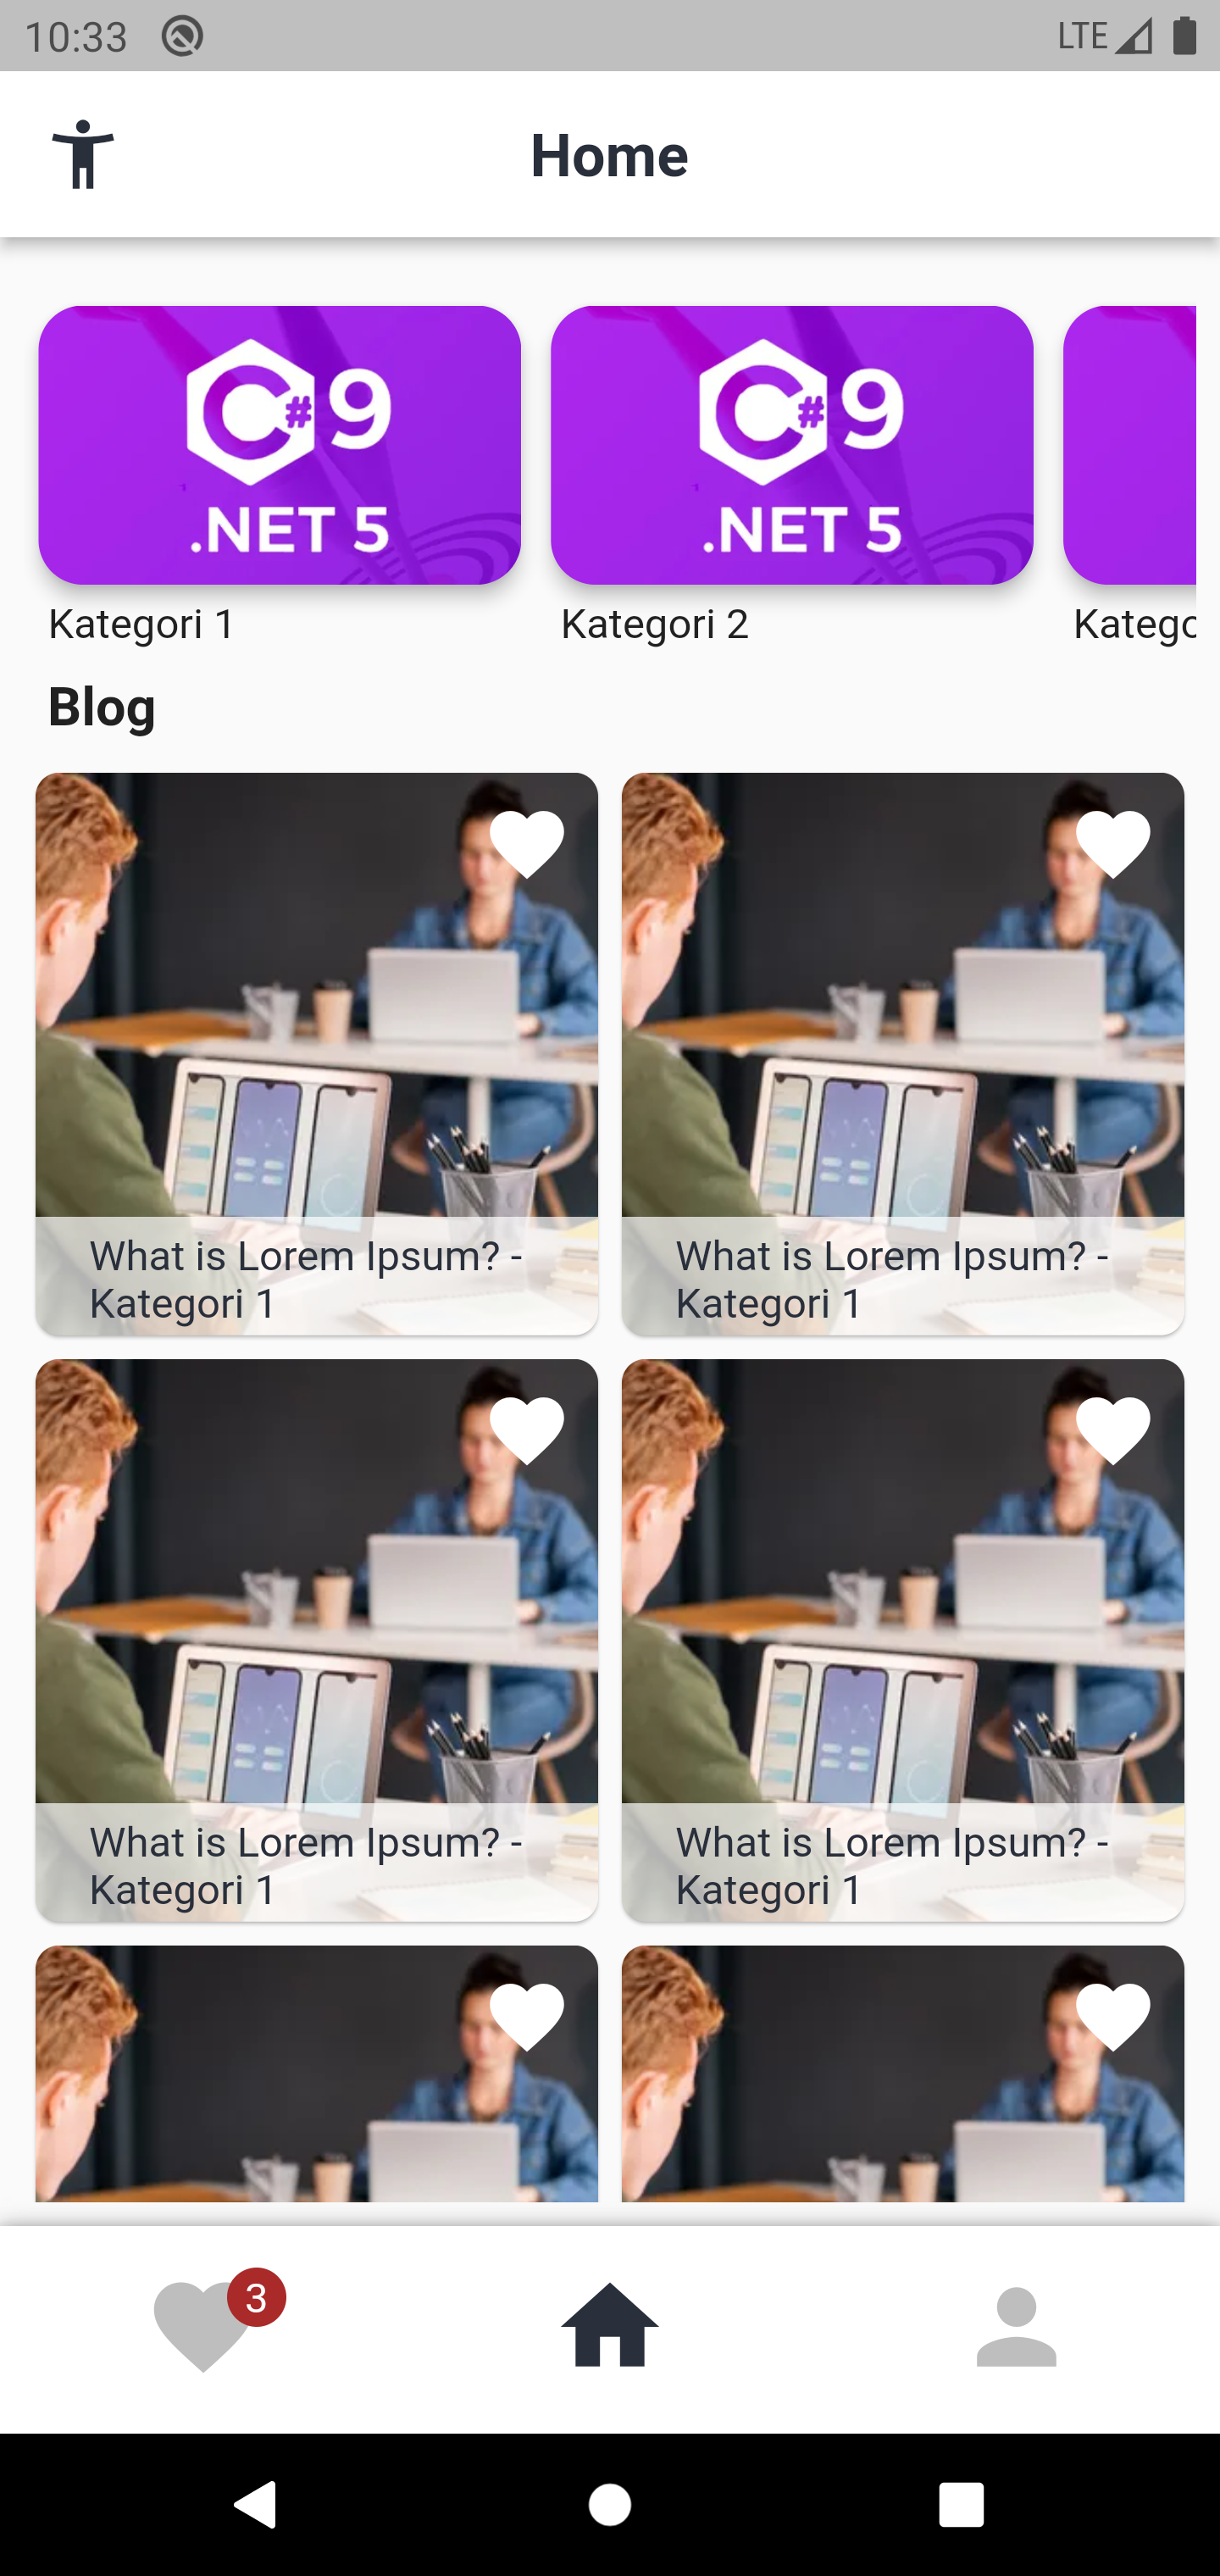 10:33 LTE
Home
C# 9 C# 9
.NET 5 .NET 5
Kategori 1 Kategori 2 Katego
Blog
What is Lorem Ipsum? - What is Lorem Ipsum? -
Kategori 1 Kategori 1
What is Lorem Ipsum? - What is Lorem Ipsum? -
Kategori 1 Kategori 1
3